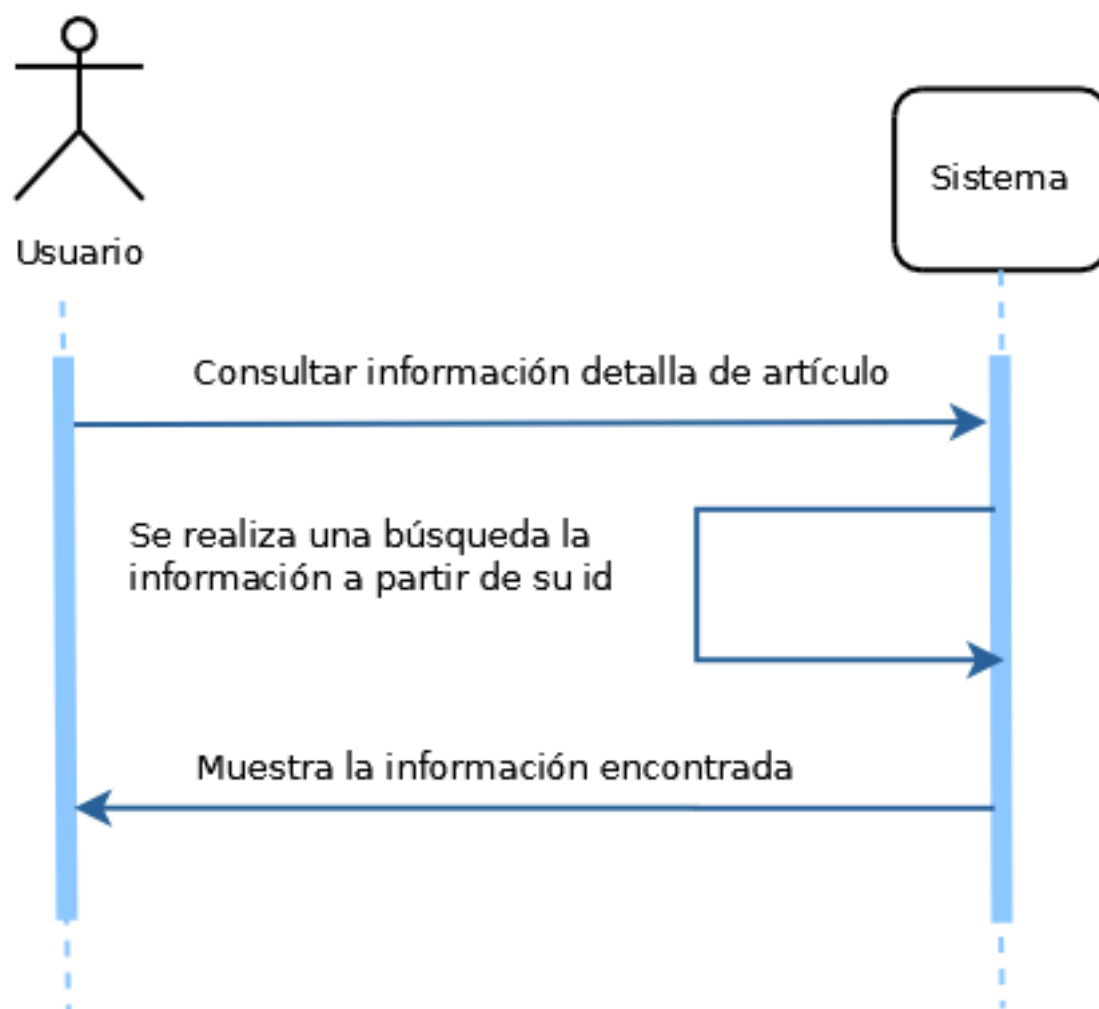 Usuario
Sistema
Consultar información detalla de artículo
Se realiza una búsqueda la
información a partir de su id
Muestra la información encontrada